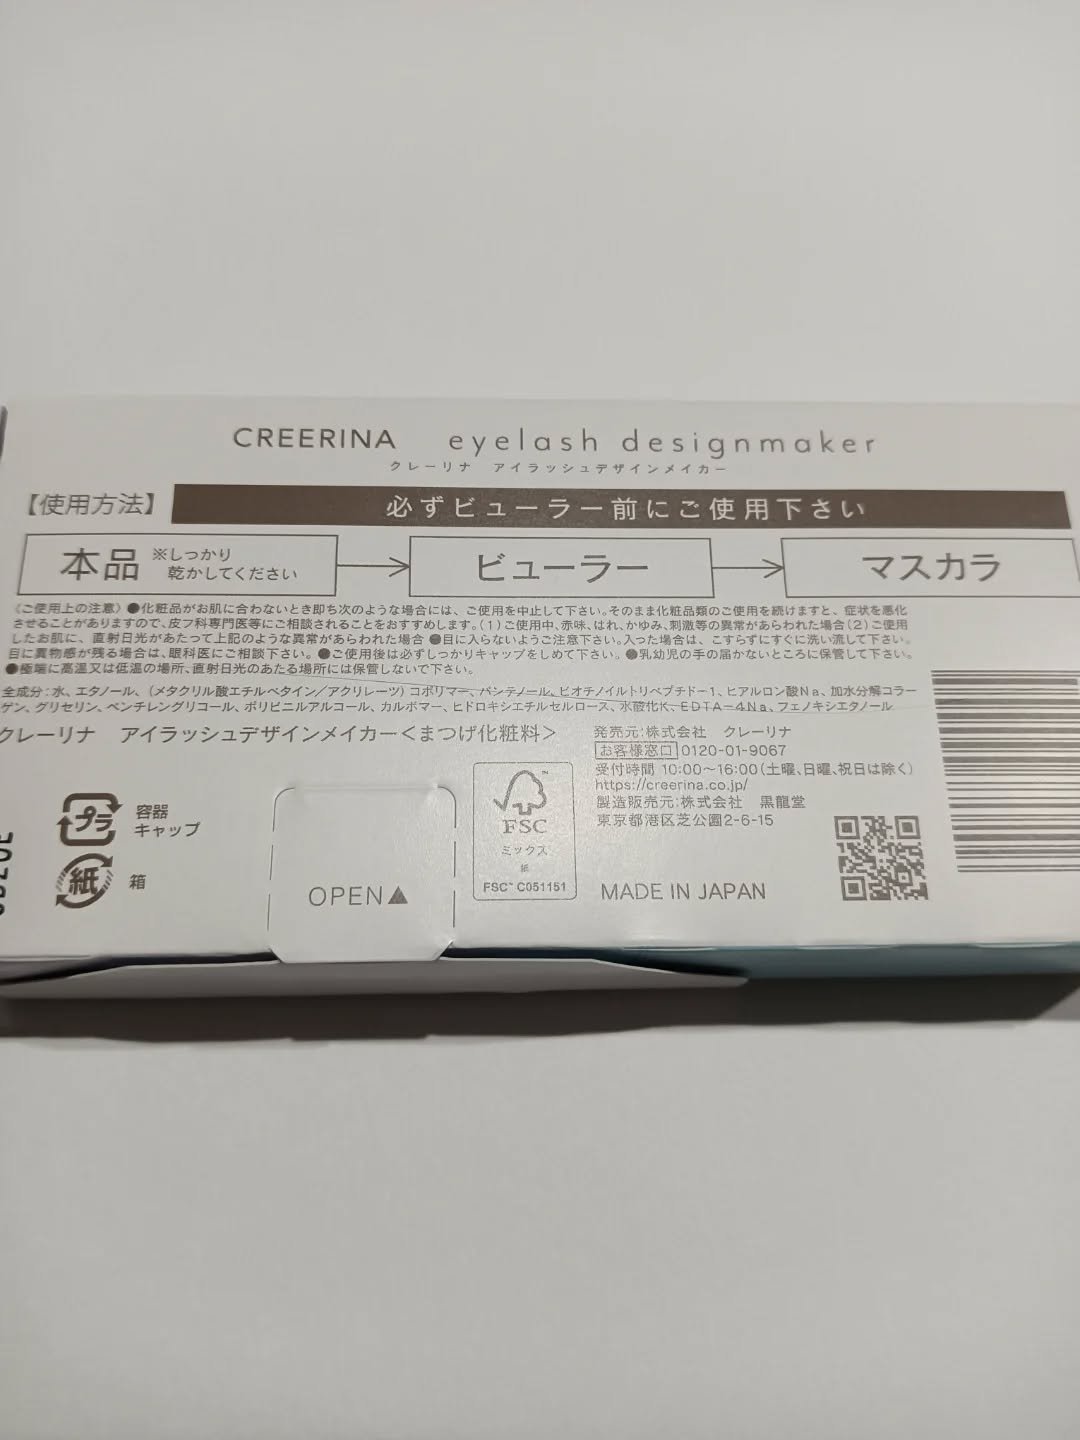 CREERINA eyelash designmaker
クレーリナ アイラッシュデザインメイカー
【使用方法】 必ずビューラー前にご使用下さい
本品 ※しっかり乾かしてください → ビューラー → マスカラ
〈ご使用上の注意〉●化粧品がお肌に合わないとき即ち次のような場合には、ご使用を中止して下さい。そのまま化粧品類のご使用を続けますと、症状を悪化
させることがありますので、皮フ科専門医等にご相談されることをおすすめします。(1)ご使用中、赤味、はれ、かゆみ、刺激等の異常があらわれた場合(2)ご使用
したお肌に、直射日光があたって上記のような異常があらわれた場合 ●目に入らないようご注意下さい。入った場合は、こすらずにすぐに洗い流して下さい。
目に異物感が残る場合は、眼科医にご相談下さい。●ご使用後は必ずしっかりキャップをしめて下さい。●乳幼児の手の届かないところに保管して下さい。
●極端に高温又は低温の場所、直射日光のあたる場所には保管しないで下さい。
全成分:水、エタノール、(メタクリル酸エチルベタイン/アクリレーツ)コポリマー、パンテノール、ビオチノイルトリペプチド-1、ヒアルロン酸Na、加水分解コラー
ゲン、グリセリン、ペンチレングリコール、ポリビニルアルコール、カルボマー、ヒドロキシエチルセルロース、水酸化K、EDTA-4Na、フェノキシエタノール
クレーリナ アイラッシュデザインメイカー<まつげ化粧料>
発売元:株式会社 クレーリナ
お客様窓口 0120-01-9067
受付時間 10:00~16:00(土曜、日曜、祝日は除く)
https://creerina.co.jp/
製造販売元:株式会社 黒龍堂
東京都港区芝公園2-6-15
MADE IN JAPAN
プラ 容器
キャップ
紙 箱
OPEN▲
FSC™
ミックス
紙
FSC™ C051151